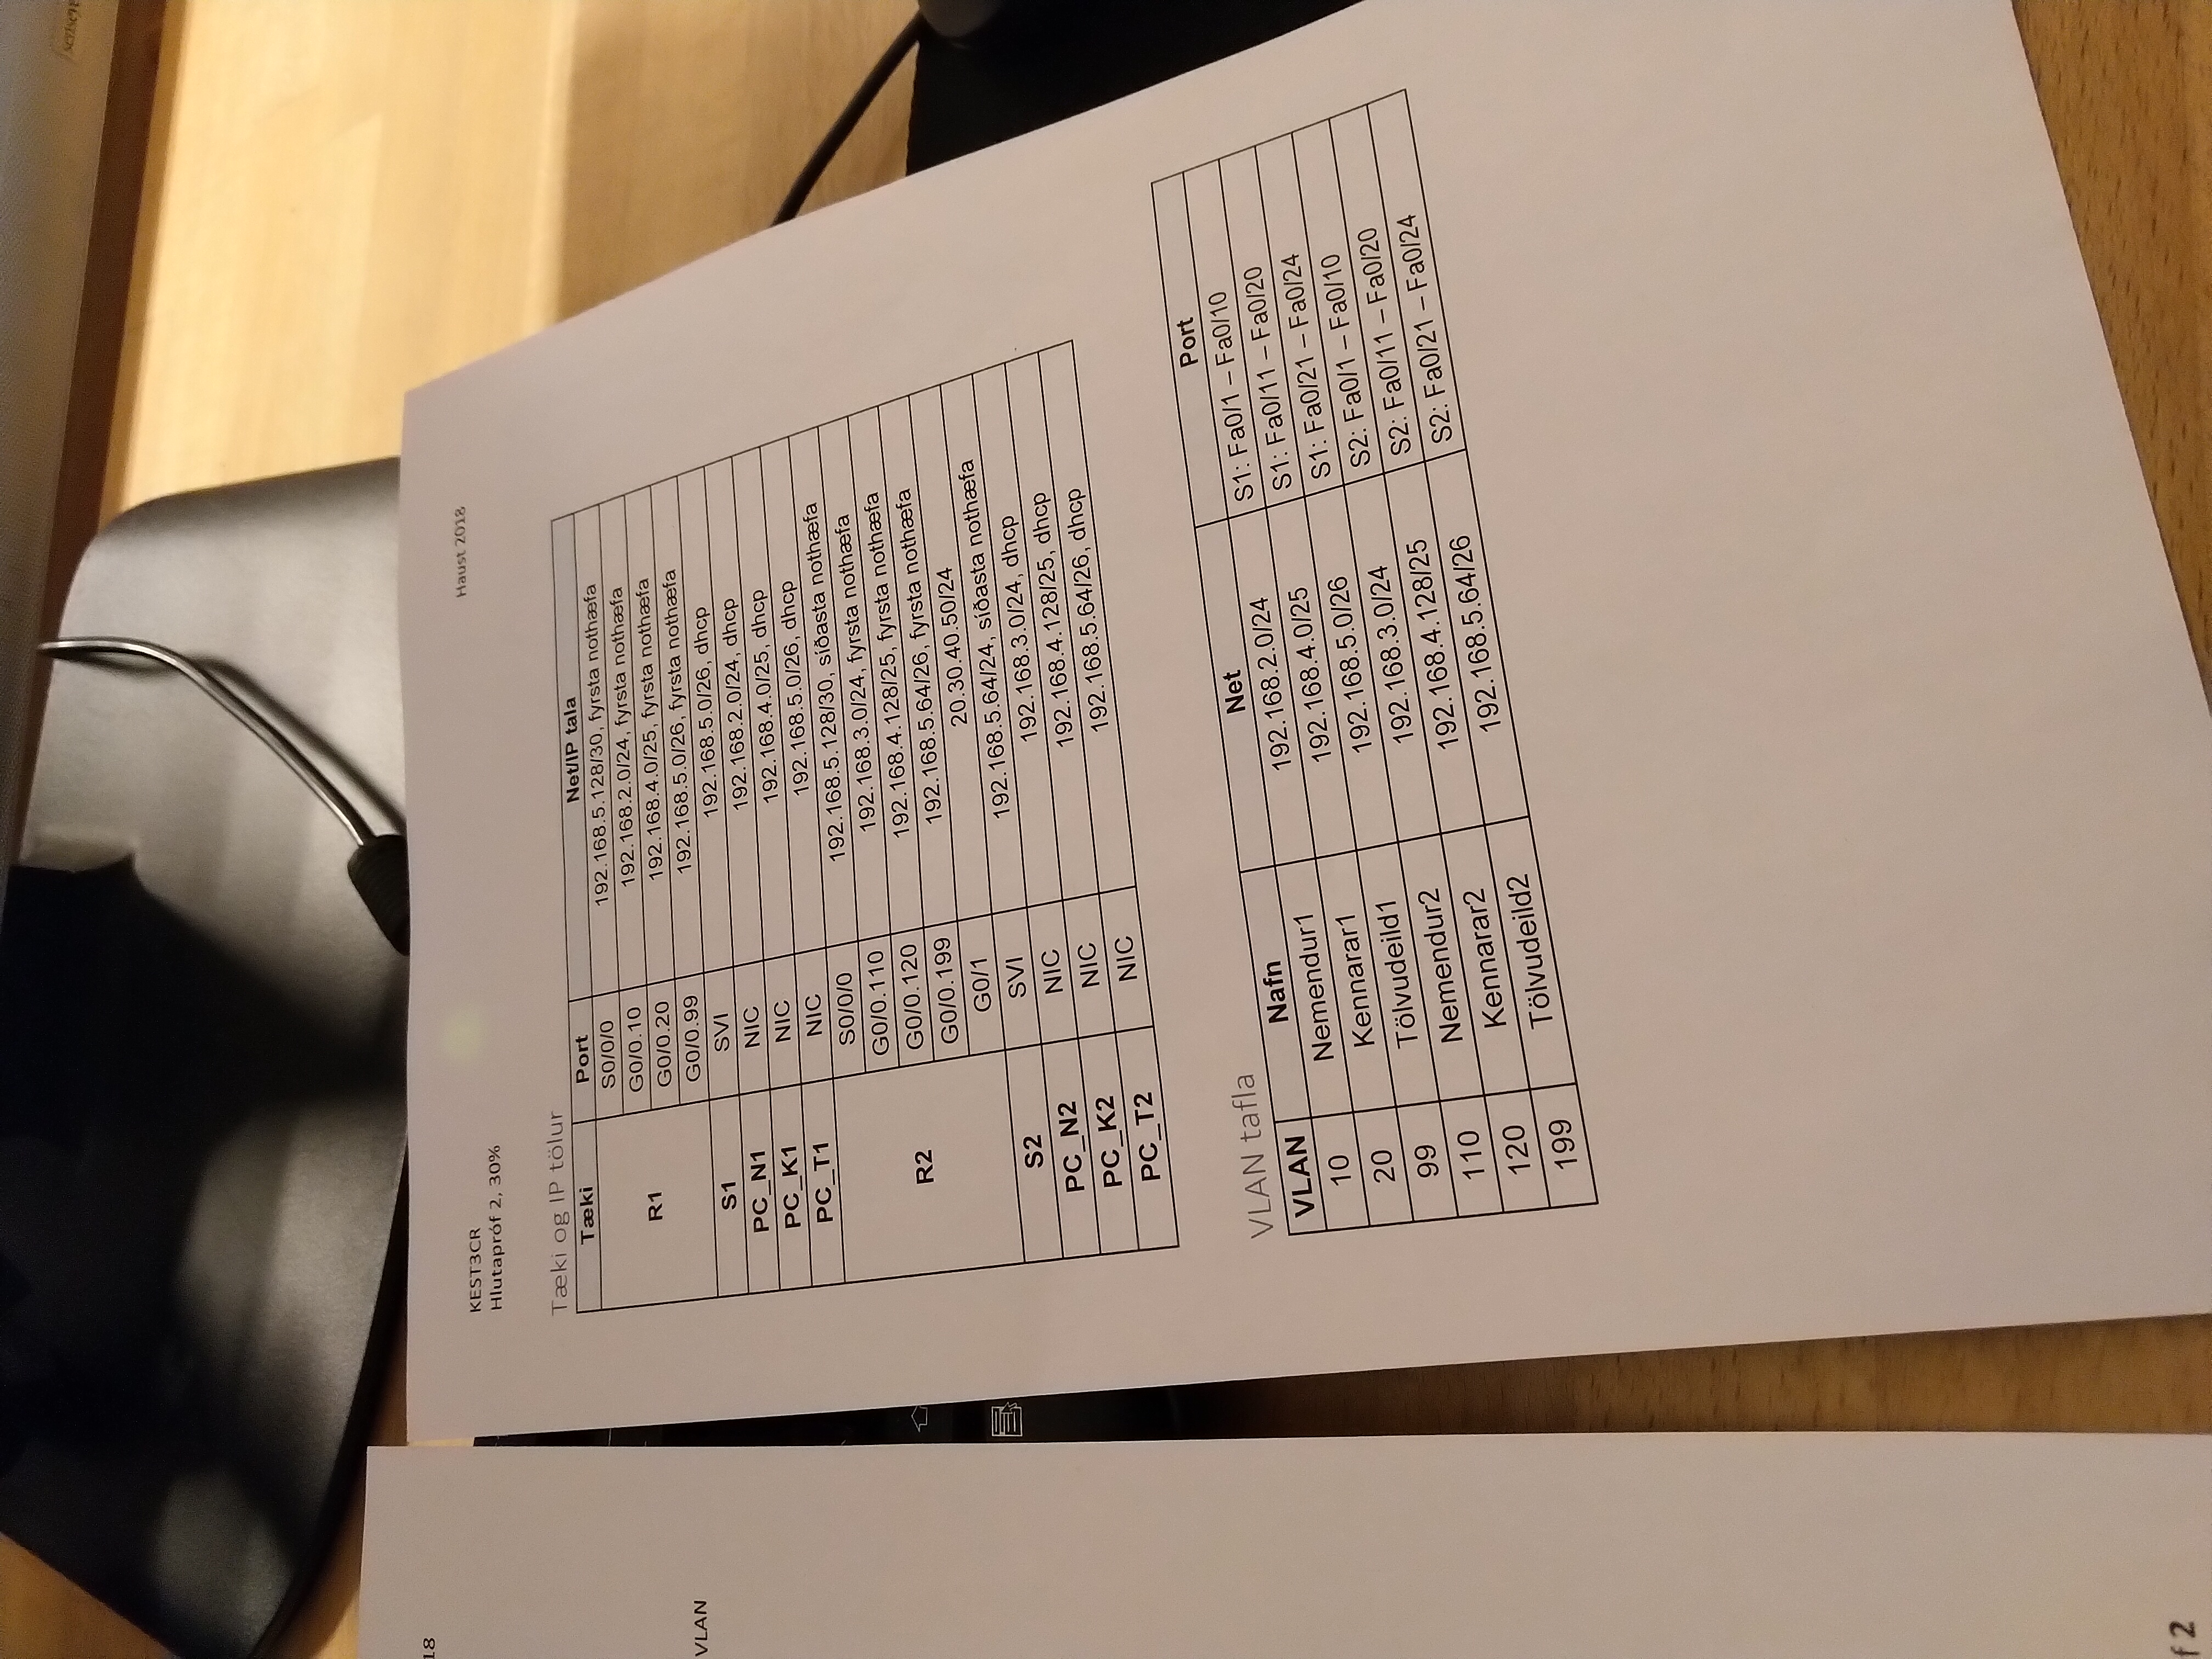 18
VLAN
f 2
KEST3CR
Haust 2018
Hlutapróf 2, 30%
Tæki og IP tölur
Tæki Port Net/IP tala
R1 S0/0/0 192.168.5.128/30, fyrsta nothæfa
G0/0.10 192.168.2.0/24, fyrsta nothæfa
G0/0.20 192.168.4.0/25, fyrsta nothæfa
G0/0.99 192.168.5.0/26, fyrsta nothæfa
S1 SVI 192.168.5.0/26, dhcp
PC_N1 NIC 192.168.2.0/24, dhcp
PC_K1 NIC 192.168.4.0/25, dhcp
PC_T1 NIC 192.168.5.0/26, dhcp
R2 S0/0/0 192.168.5.128/30, síðasta nothæfa
G0/0.110 192.168.3.0/24, fyrsta nothæfa
G0/0.120 192.168.4.128/25, fyrsta nothæfa
G0/0.199 192.168.5.64/26, fyrsta nothæfa
G0/1 20.30.40.50/24
S2 SVI 192.168.5.64/24, síðasta nothæfa
PC_N2 NIC 192.168.3.0/24, dhcp
PC_K2 NIC 192.168.4.128/25, dhcp
PC_T2 NIC 192.168.5.64/26, dhcp
VLAN tafla
VLAN Nafn Net Port
10 Nemendur1 192.168.2.0/24 S1: Fa0/1 – Fa0/10
20 Kennarar1 192.168.4.0/25 S1: Fa0/11 – Fa0/20
99 Tölvudeild1 192.168.5.0/26 S1: Fa0/21 – Fa0/24
110 Nemendur2 192.168.3.0/24 S2: Fa0/1 – Fa0/10
120 Kennarar2 192.168.4.128/25 S2: Fa0/11 – Fa0/20
199 Tölvudeild2 192.168.5.64/26 S2: Fa0/21 – Fa0/24